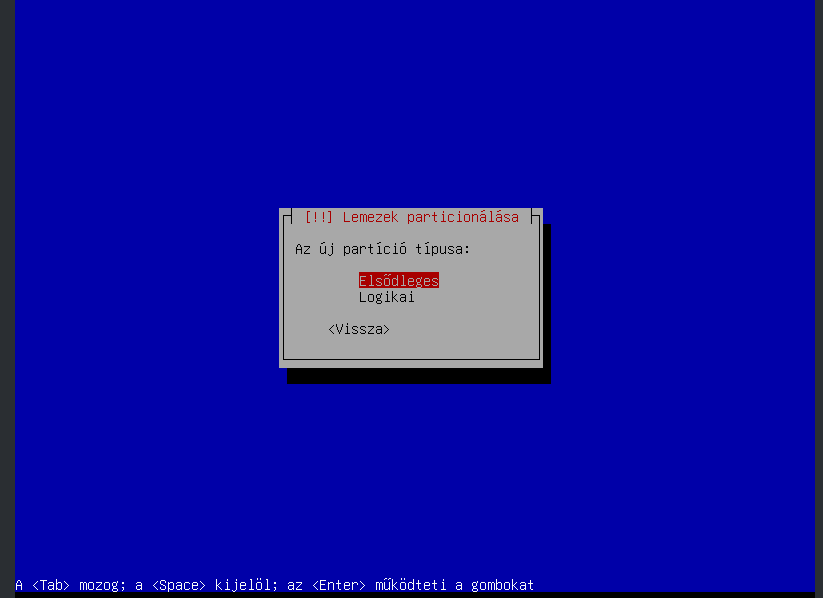 [!!] Lemezek particionálása
Az új partíció típusa:
Elsődleges
Logikai
<Vissza>
A <Tab> mozog; a <Space> kijelöl; az <Enter> működteti a gombokat